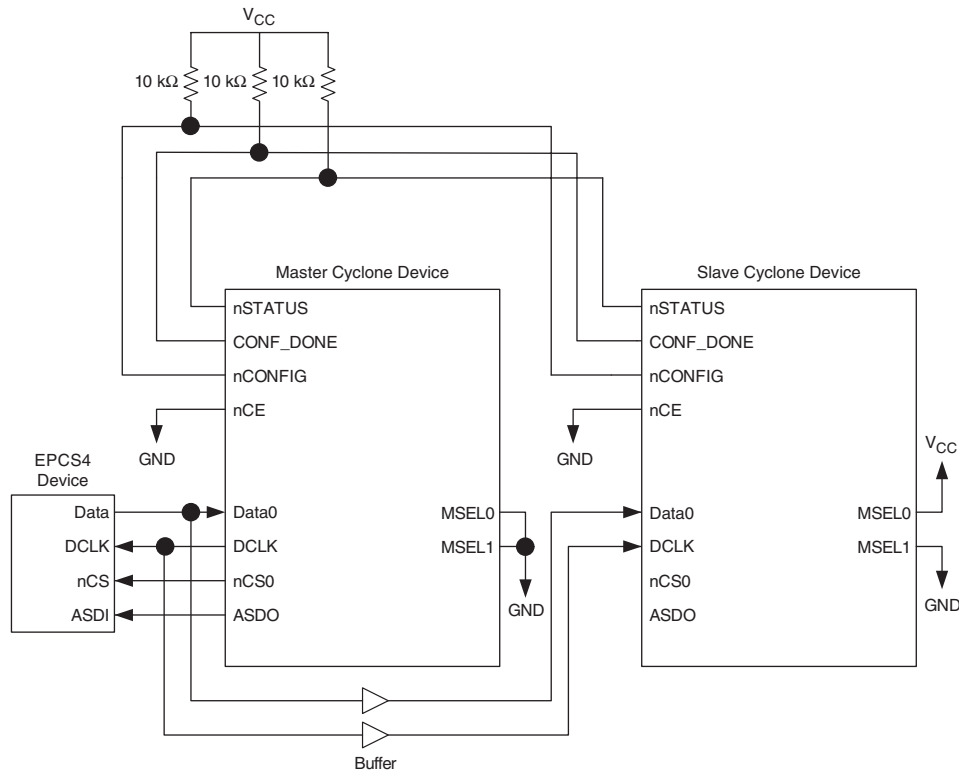 V_CC
10 kΩ 10 kΩ 10 kΩ
Master Cyclone Device
Slave Cyclone Device
nSTATUS
CONF_DONE
nCONFIG
nCE
GND
nSTATUS
CONF_DONE
nCONFIG
nCE
GND
EPCS4
Device
Data
DCLK
nCS
ASDI
Data0
DCLK
nCS0
ASDO
MSEL0
MSEL1
GND
Data0
DCLK
nCS0
ASDO
MSEL0
MSEL1
V_CC
GND
Buffer